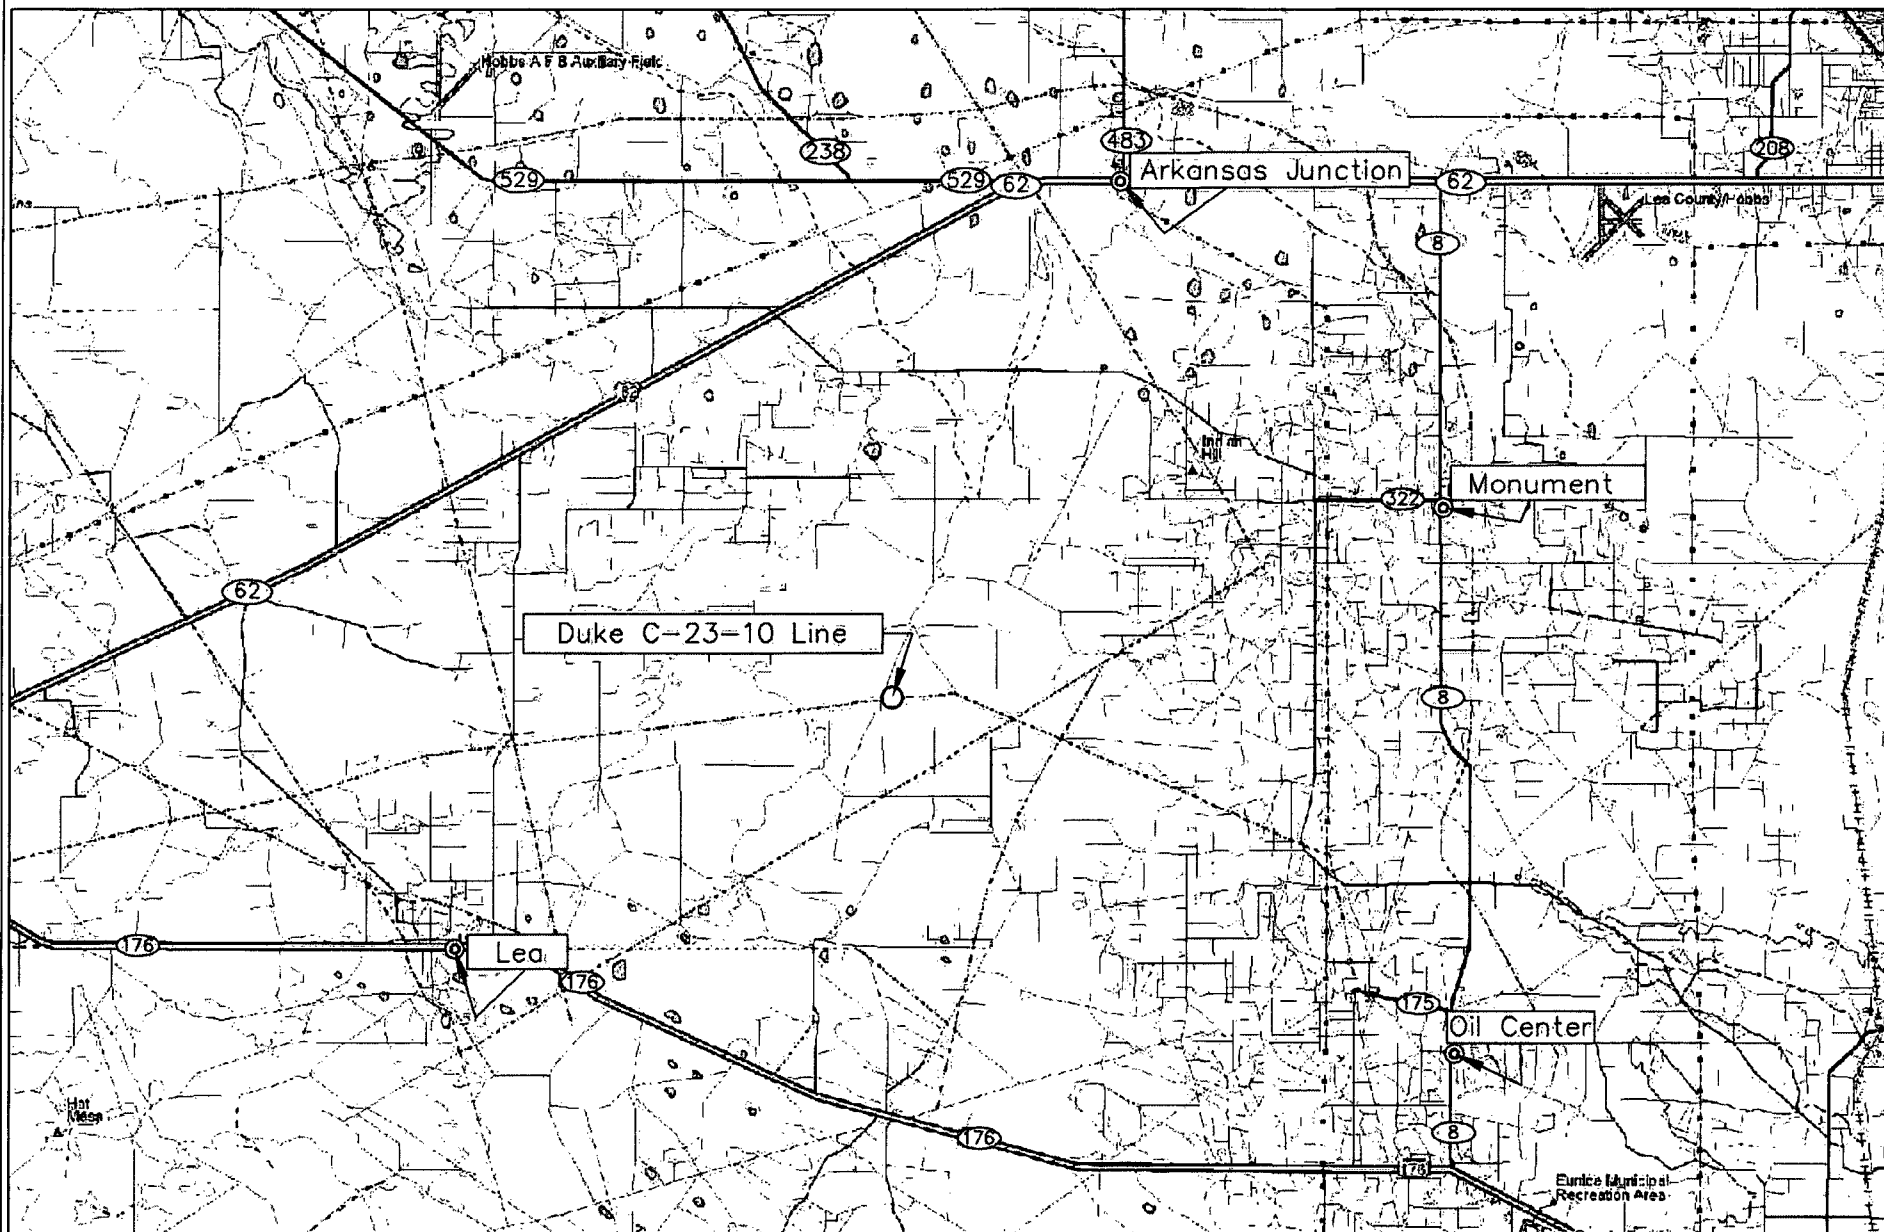 Hobbs A F B Auxiliary Field
238
483
208
529
529
62
Arkansas Junction
62
Lea County/Hobbs
8
62
Hill
Monument
322
62
Duke C-23-10 Line
8
176
Lea
176
175
Oil Center
Hat
Mesa
176
8
176
Eunice Municipal
Recreation Area